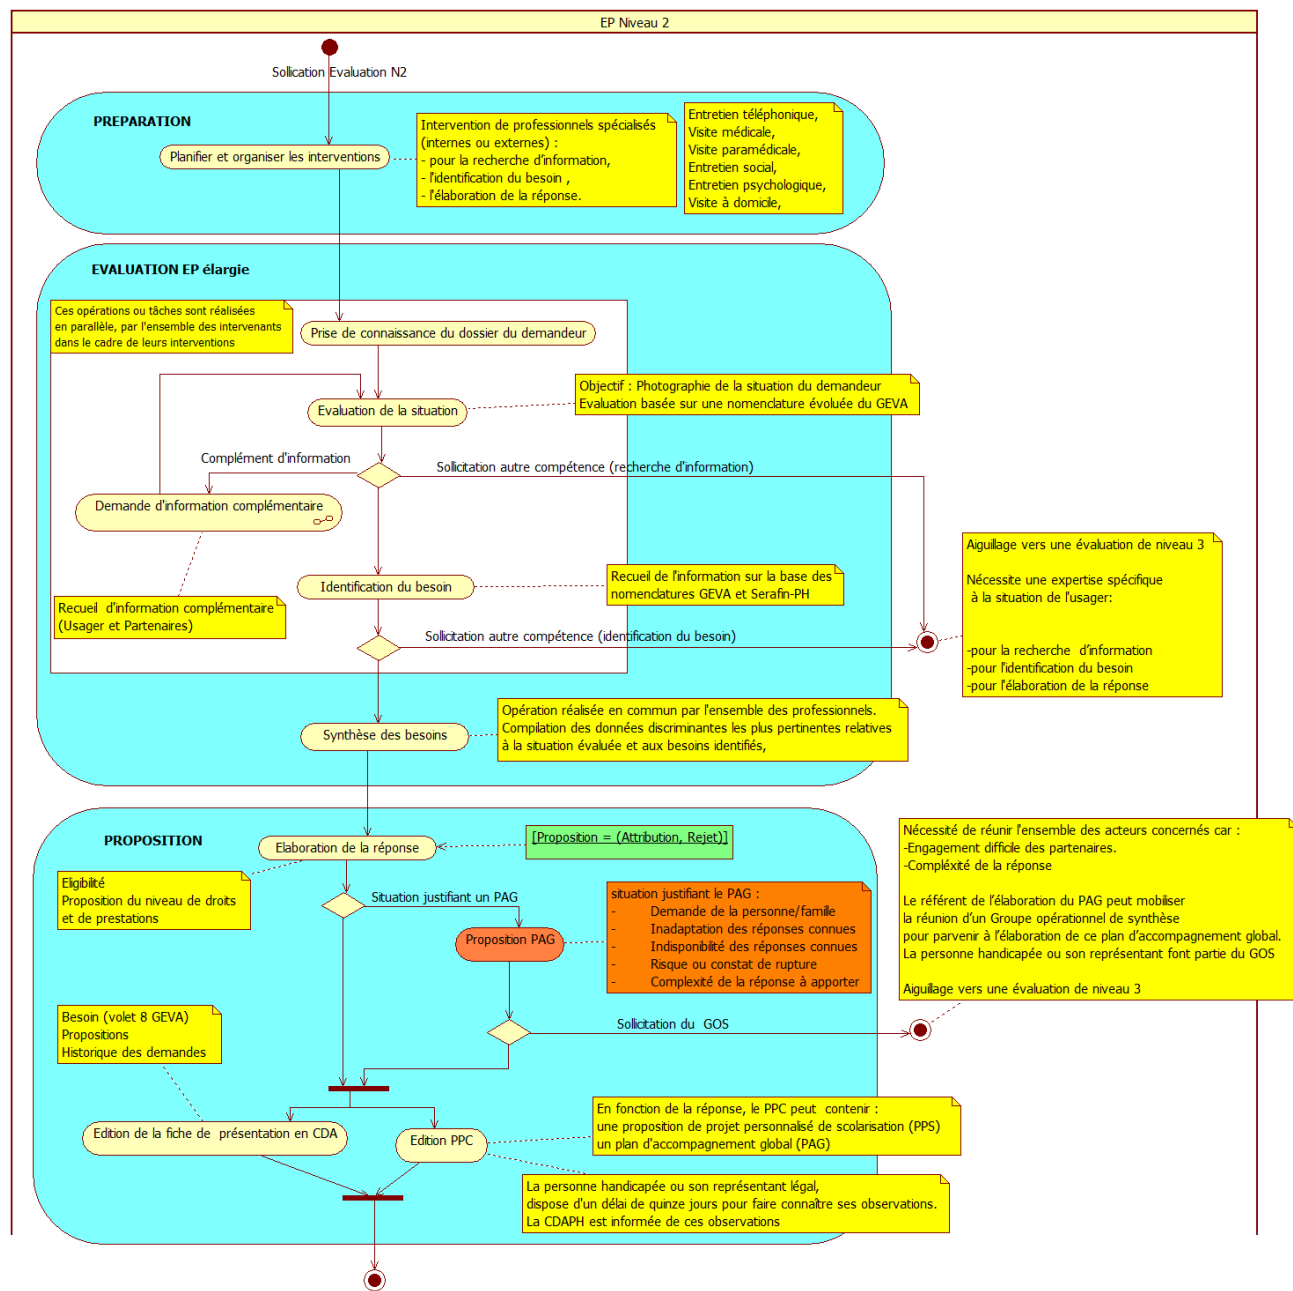 EP Niveau 2
Sollication Evaluation N2
PREPARATION
Planifier et organiser les interventions
Intervention de professionnels spécialisés
(internes ou externes) :
- pour la recherche d'information,
- l'identification du besoin ,
- l'élaboration de la réponse.
Entretien téléphonique,
Visite médicale,
Visite paramédicale,
Entretien social,
Entretien psychologique,
Visite à domicile,
EVALUATION EP élargie
Ces opérations ou tâches sont réalisées
en parallèle, par l'ensemble des intervenants
dans le cadre de leurs interventions
Prise de connaissance du dossier du demandeur
Objectif : Photographie de la situation du demandeur
Evaluation basée sur une nomenclature évoluée du GEVA
Evaluation de la situation
Complément d'information
Sollicitation autre compétence (recherche d'information)
Demande d'information complémentaire
Aiguillage vers une évaluation de niveau 3
Nécessite une expertise spécifique
à la situation de l'usager:
-pour la recherche d'information
-pour l'identification du besoin
-pour l'élaboration de la réponse
Identification du besoin
Recueil de l'information sur la base des
nomenclatures GEVA et Serafin-PH
Recueil d'information complémentaire
(Usager et Partenaires)
Sollicitation autre compétence (identification du besoin)
Opération réalisée en commun par l'ensemble des professionnels.
Compilation des données discriminantes les plus pertinentes relatives
à la situation évaluée et aux besoins identifiés,
Synthèse des besoins
PROPOSITION
Elaboration de la réponse
[Proposition = (Attribution, Rejet)]
Nécessité de réunir l'ensemble des acteurs concernés car :
-Engagement difficile des partenaires.
-Compléxité de la réponse
Le référent de l'élaboration du PAG peut mobiliser
la réunion d'un Groupe opérationnel de synthèse
pour parvenir à l'élaboration de ce plan d'accompagnement global.
La personne handicapée ou son représentant font partie du GOS
Aiguillage vers une évaluation de niveau 3
Eligibilité
Proposition du niveau de droits
et de prestations
Situation justifiant un PAG
situation justifiant le PAG :
- Demande de la personne/famille
- Inadaptation des réponses connues
- Indisponibilité des réponses connues
- Risque ou constat de rupture
- Complexité de la réponse à apporter
Proposition PAG
Besoin (volet 8 GEVA)
Propositions
Historique des demandes
Sollicitation du GOS
Edition de la fiche de présentation en CDA
Edition PPC
En fonction de la réponse, le PPC peut contenir :
une proposition de projet personnalisé de scolarisation (PPS)
un plan d'accompagnement global (PAG)
La personne handicapée ou son représentant légal,
dispose d'un délai de quinze jours pour faire connaître ses observations.
La CDAPH est informée de ces observations